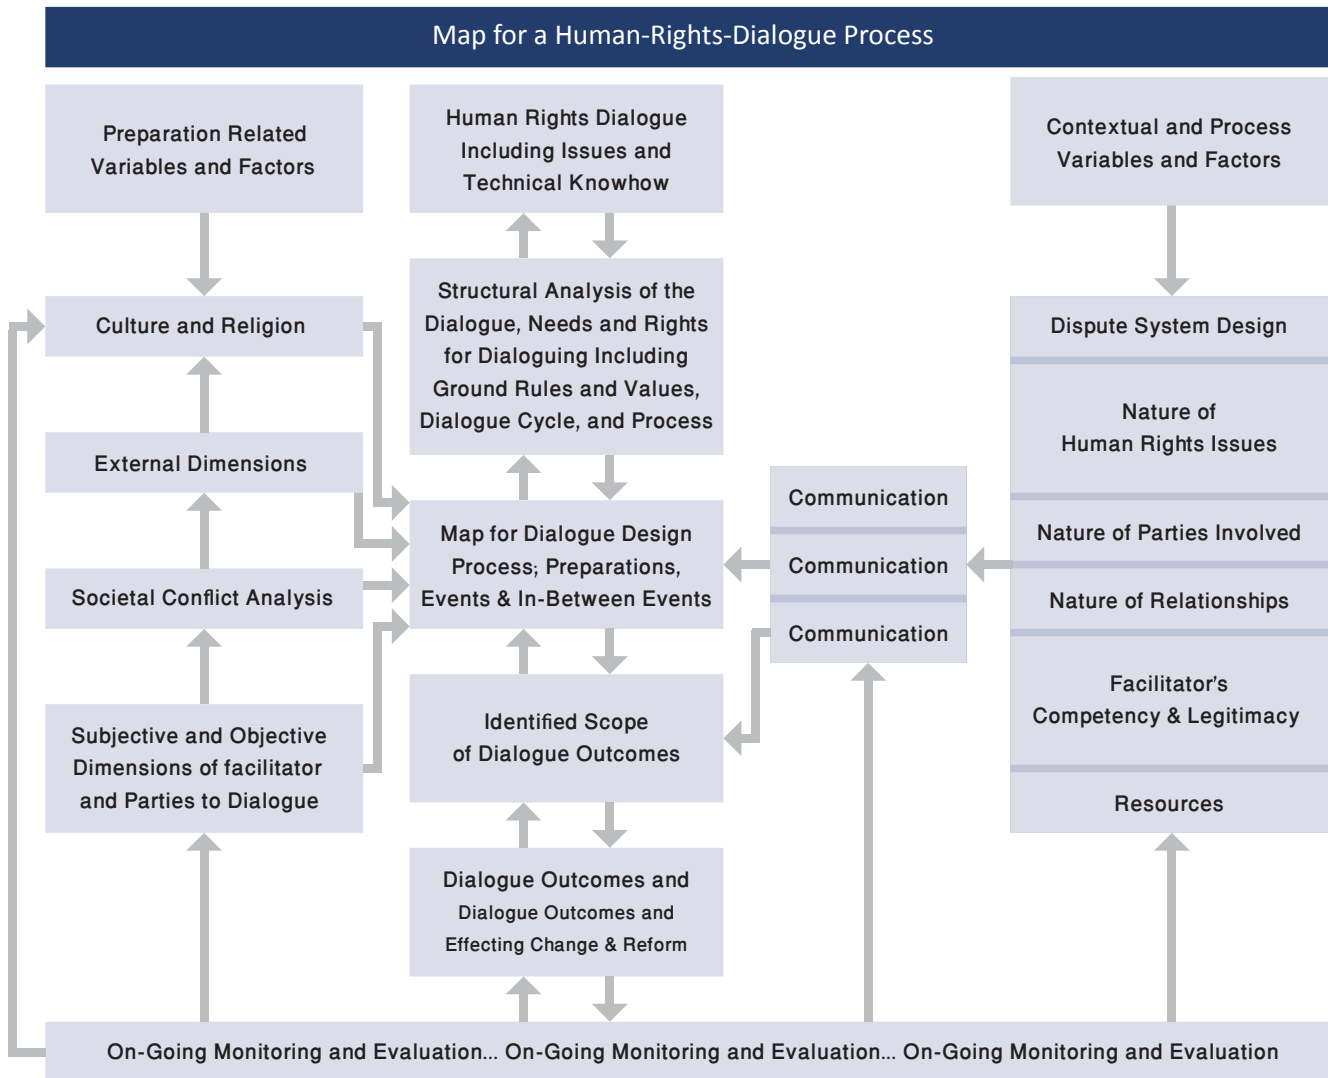 Map for a Human-Rights-Dialogue Process
Preparation Related
Variables and Factors
Culture and Religion
External Dimensions
Societal Conflict Analysis
Subjective and Objective
Dimensions of facilitator
and Parties to Dialogue
Human Rights Dialogue
Including Issues and
Technical Knowhow
Structural Analysis of the
Dialogue, Needs and Rights
for Dialoguing Including
Ground Rules and Values,
Dialogue Cycle, and Process
Map for Dialogue Design
Process; Preparations,
Events & In-Between Events
Identified Scope
of Dialogue Outcomes
Dialogue Outcomes and
Dialogue Outcomes and
Effecting Change & Reform
Communication
Communication
Communication
Contextual and Process
Variables and Factors
Dispute System Design
Nature of
Human Rights Issues
Nature of Parties Involved
Nature of Relationships
Facilitator’s
Competency & Legitimacy
Resources
On-Going Monitoring and Evaluation... On-Going Monitoring and Evaluation... On-Going Monitoring and Evaluation